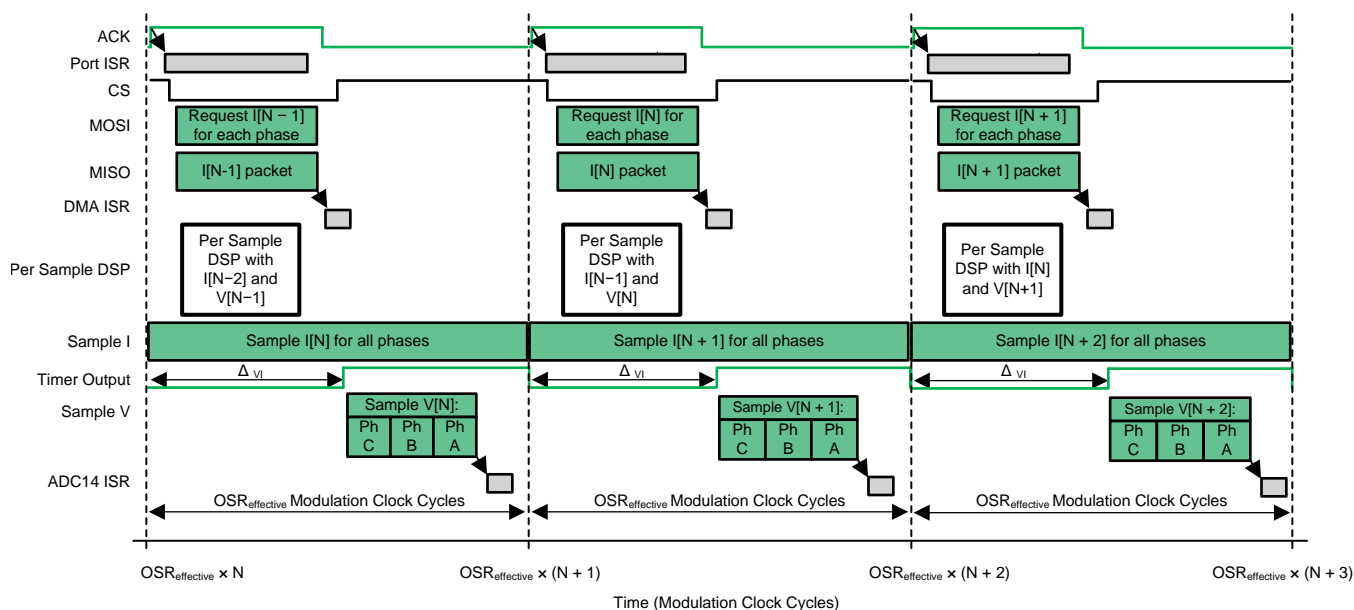 ACK
Port ISR
CS
MOSI
Request I[N − 1]
for each phase
Request I[N] for
each phase
Request I[N + 1]
for each phase
MISO
I[N-1] packet
I[N] packet
I[N + 1] packet
DMA ISR
Per Sample DSP
Per Sample
DSP with
I[N−2] and
V[N−1]
Per Sample
DSP with
I[N−1] and
V[N]
Per Sample
DSP with I[N]
and V[N+1]
Sample I
Sample I[N] for all phases
Sample I[N + 1] for all phases
Sample I[N + 2] for all phases
Timer Output
Δ VI
Δ VI
Δ VI
Sample V
Sample V[N]:
Ph C
Ph B
Ph A
Sample V[N + 1]:
Ph C
Ph B
Ph A
Sample V[N + 2]:
Ph C
Ph B
Ph A
ADC14 ISR
OSReffective Modulation Clock Cycles
OSReffective Modulation Clock Cycles
OSReffective Modulation Clock Cycles
OSReffective × N
OSReffective × (N + 1)
OSReffective × (N + 2)
OSReffective × (N + 3)
Time (Modulation Clock Cycles)